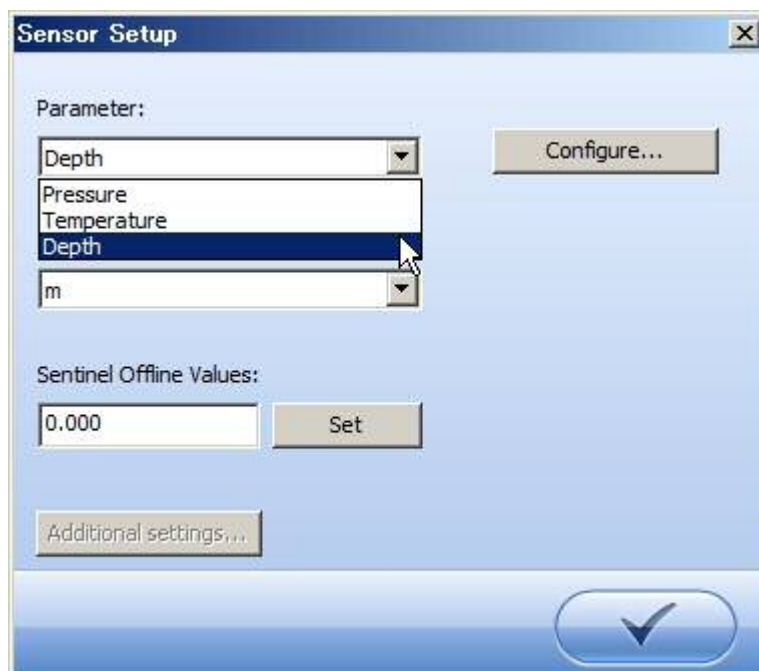 Sensor Setup
Parameter:
Depth
Configure...
Pressure
Temperature
Depth
m
Sentinel Offline Values:
0.000
Set
Additional settings...